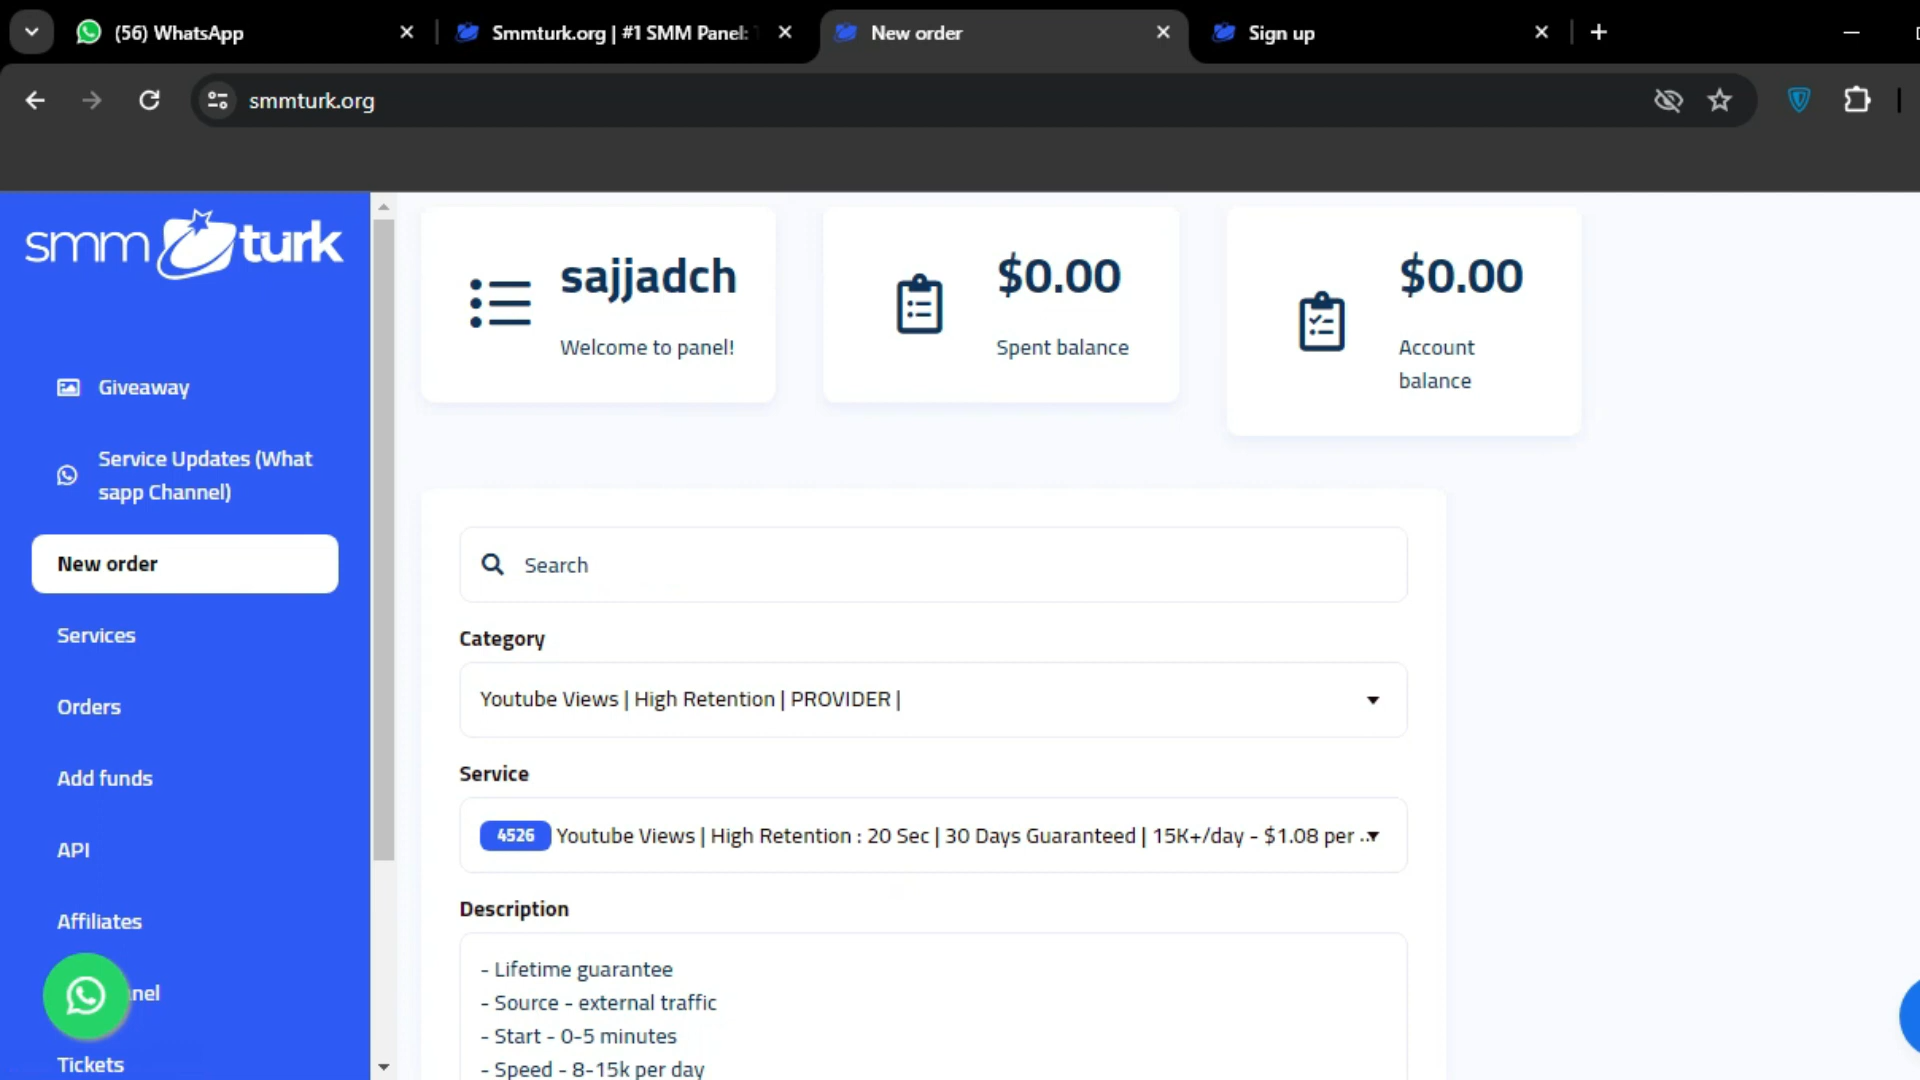 (56) WhatsApp
Smmturk.org | #1 SMM Panel:
New order
Sign up
smmturk.org
smm turk
Giveaway
Service Updates (What
sapp Channel)
New order
Services
Orders
Add funds
API
Affiliates
nel
Tickets
sajjadch
Welcome to panel!
$0.00
Spent balance
$0.00
Account
balance
Search
Category
Youtube Views | High Retention | PROVIDER |
Service
4526 Youtube Views | High Retention : 20 Sec | 30 Days Guaranteed | 15K+/day - $1.08 per ..
Description
- Lifetime guarantee
- Source - external traffic
- Start - 0-5 minutes
- Speed - 8-15k per day